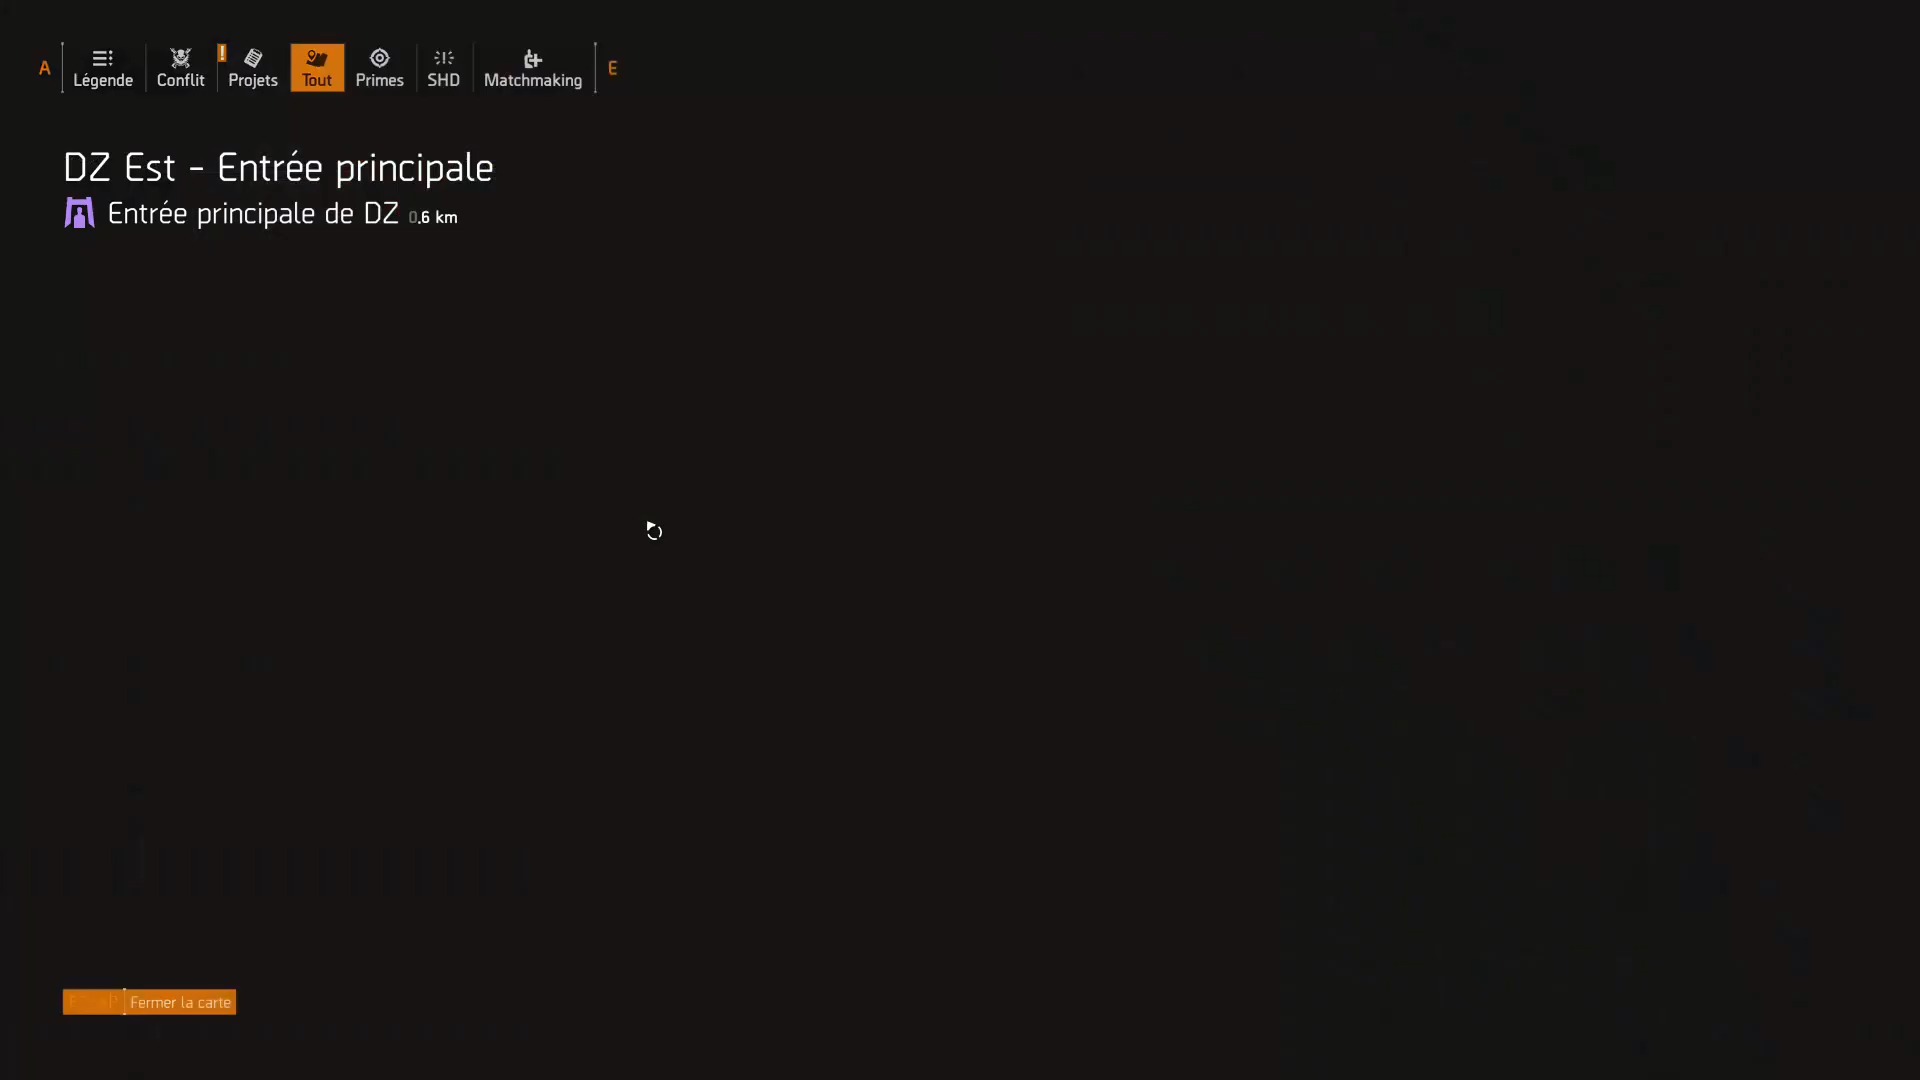 A
Légende
Conflit
!
Projets
Tout
Primes
SHD
Matchmaking
E
DZ Est - Entrée principale
Entrée principale de DZ 0.6 km
Fermer la carte